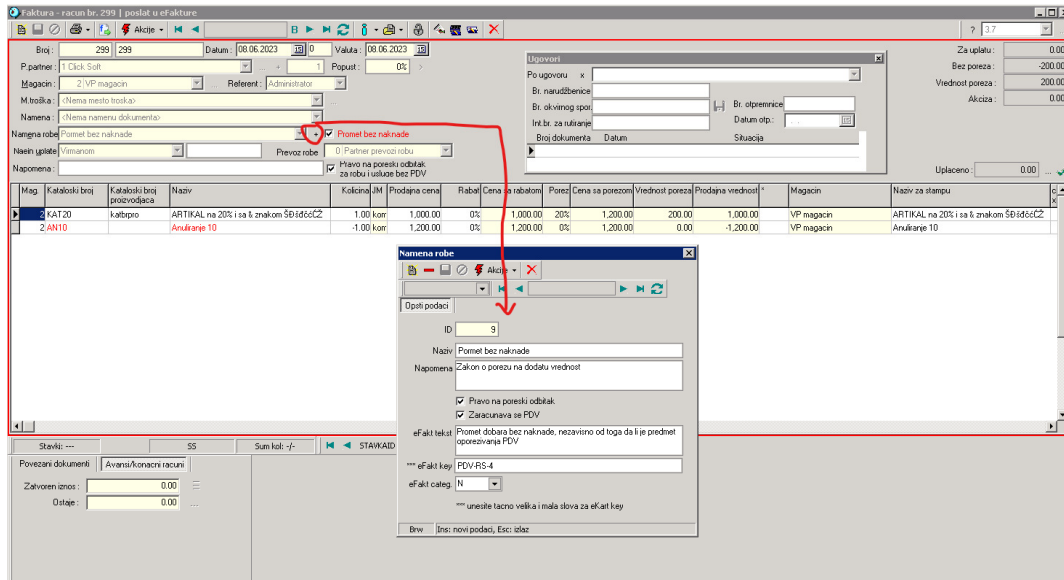 Faktura - racun br. 299 | poslat u eFakture
Akcije
B
? 3.7
Broj : 299 299 Datum : 08.06.2023 15 0 Valuta : 08.06.2023 15
P.partner : 1 Click Soft ... + 1 Popust : 0% >
Magacin : 2 VP magacin ... Referent : Administrator
M.troška : <Nema mesto troska> ...
Namena : <Nema namenu dokumenta>
Namena robe Pormet bez naknade + Promet bez naknade
Naein uplate Virmanom Prevoz robe 0 Partner prevozi robu
Napomena : Pravo na poreski odbitak
za robu i usluge bez PDV
Ugovori
Po ugovoru x
Br. narudžbenice
Br. okvirnog spor.
Br. otpremnice
Int.br. za rutiranje
Datum otp.: . .
Broj dokumenta Datum Situacija
Za uplatu : 0.00
Bez poreza : -200.00
Vrednost poreza : 200.00
Akciza : 0.00
Uplaceno : 0.00 ...
Mag. Kataloski broj Kataloski broj proizvodjaca Naziv Kolicina JM Prodajna cena Rabat Cena sa rabatom Porez Cena sa porezom Vrednost poreza Prodajna vrednost * Magacin Naziv za stampu
2 KAT20 katbrpro ARTIKAL na 20% i sa & znakom ŠĐšđčćČŽ 1.00 kom 1,000.00 0% 1,000.00 20% 1,200.00 200.00 1,000.00 VP magacin ARTIKAL na 20% i sa & znakom ŠĐšđčćČŽ
2 AN10 Anuliranje 10 -1.00 kom 1,200.00 0% 1,200.00 0% 1,200.00 0.00 -1,200.00 VP magacin Anuliranje 10
Namena robe
Akcije
Opsti podaci
ID 9
Naziv Pormet bez naknade
Napomena Zakon o porezu na dodatu vrednost
Pravo na poreski odbitak
Zaracunava se PDV
eFakt tekst Promet dobara bez naknade, nezavisno od toga da li je predmet
oporezivanja PDV
*** eFakt key PDV-RS-4
eFakt categ. N
*** unesite tacno velika i mala slova za eKart key
Brw Ins: novi podaci, Esc: izlaz
Stavki: --- SS Sum kol: -/- STAVKAID
Povezani dokumenti Avansi/konacni racuni
Zatvoren iznos : 0.00
Ostaje : 0.00 ...